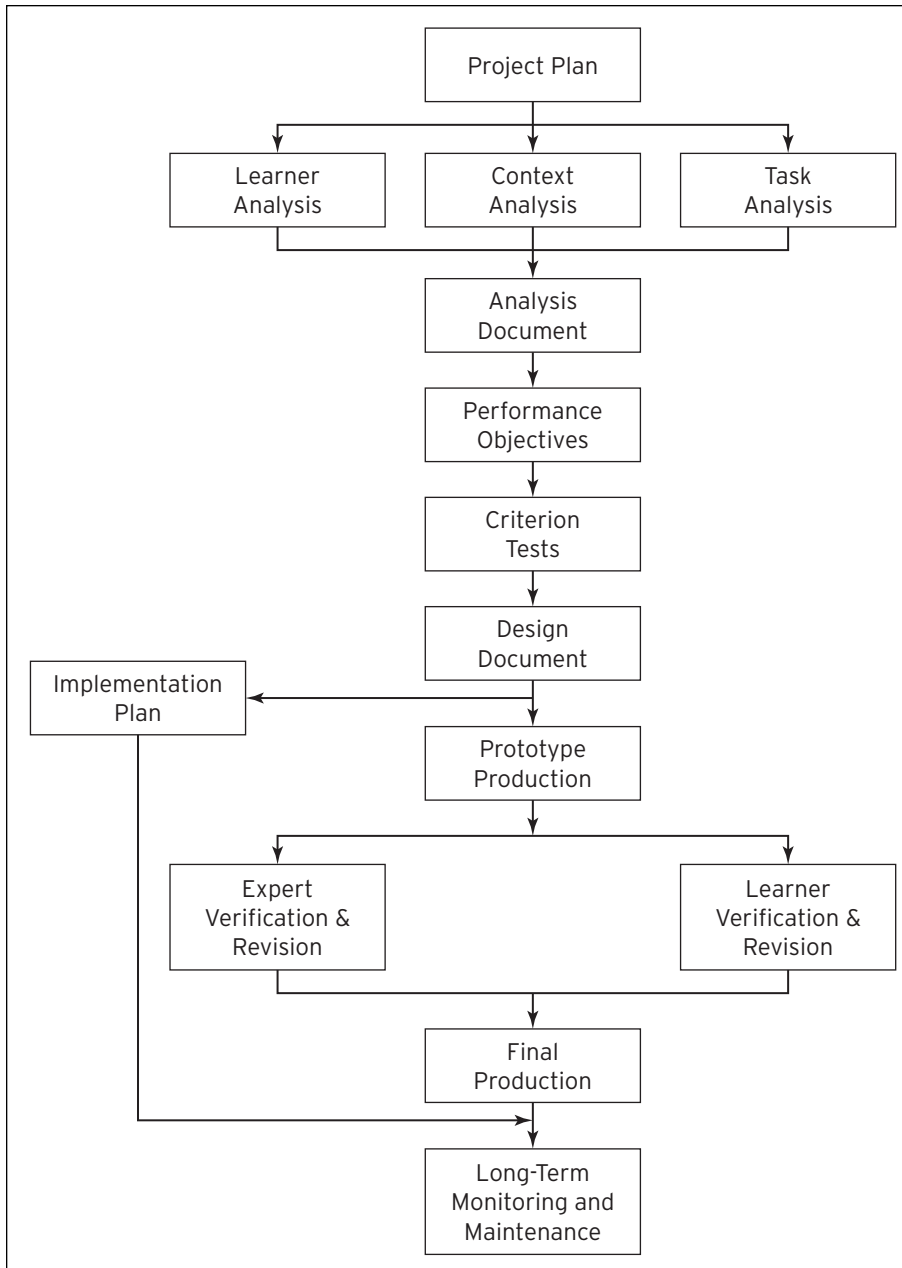 Project Plan
Learner
Analysis
Context
Analysis
Task
Analysis
Analysis
Document
Performance
Objectives
Criterion
Tests
Design
Document
Implementation
Plan
Prototype
Production
Expert
Verification &
Revision
Learner
Verification &
Revision
Final
Production
Long-Term
Monitoring and
Maintenance